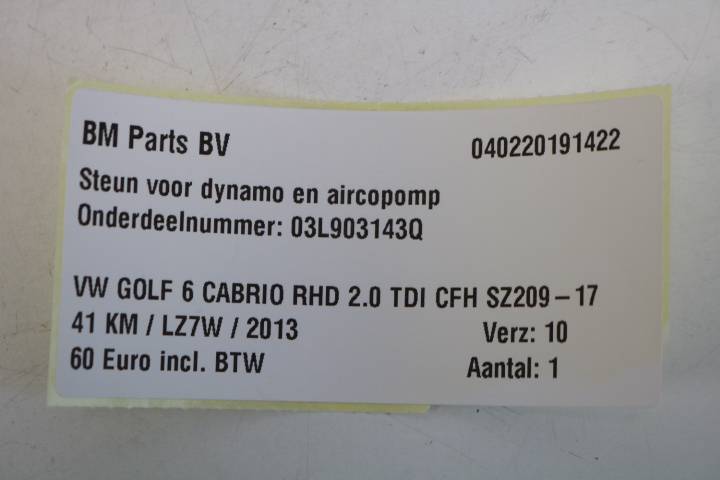 BM Parts BV 040220191422
Steun voor dynamo en aircopomp
Onderdeelnummer: 03L903143Q
VW GOLF 6 CABRIO RHD 2.0 TDI CFH SZ209-17
41 KM / LZ7W / 2013 Verz: 10
60 Euro incl. BTW Aantal: 1